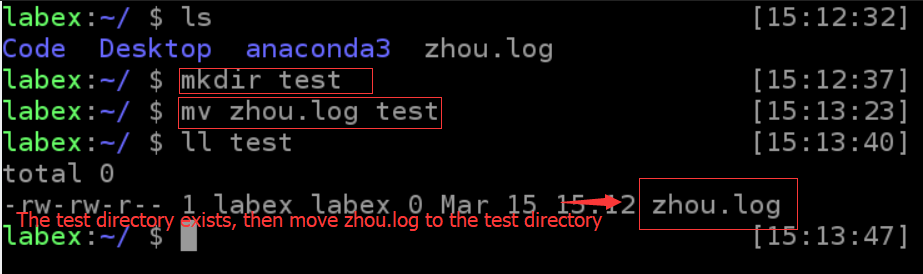 labex:~/ $ ls [15:12:32]
Code Desktop anaconda3 zhou.log
labex:~/ $ mkdir test [15:12:37]
labex:~/ $ mv zhou.log test [15:13:23]
labex:~/ $ ll test [15:13:40]
total 0
-rw-rw-r-- 1 labex labex 0 Mar 15 15:12 zhou.log
The test directory exists, then move zhou.log to the test directory
labex:~/ $ [15:13:47]